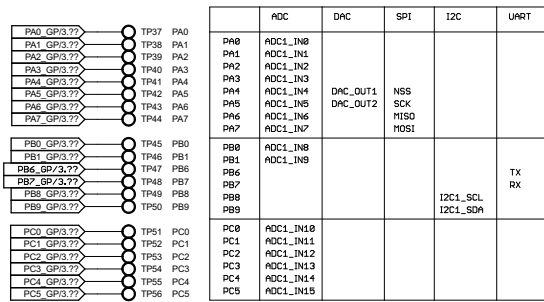 ADC DAC SPI I2C UART
PA0_GP/3.?? TP37 PA0 PA0 ADC1_IN0
PA1_GP/3.?? TP38 PA1 PA1 ADC1_IN1
PA2_GP/3.?? TP39 PA2 PA2 ADC1_IN2
PA3_GP/3.?? TP40 PA3 PA3 ADC1_IN3
PA4_GP/3.?? TP41 PA4 PA4 ADC1_IN4 DAC_OUT1 NSS
PA5_GP/3.?? TP42 PA5 PA5 ADC1_IN5 DAC_OUT2 SCK
PA6_GP/3.?? TP43 PA6 PA6 ADC1_IN6 MISO
PA7_GP/3.?? TP44 PA7 PA7 ADC1_IN7 MOSI
PB0_GP/3.?? TP45 PB0 PB0 ADC1_IN8
PB1_GP/3.?? TP46 PB1 PB1 ADC1_IN9
PB6_GP/3.?? TP47 PB6 PB6 TX
PB7_GP/3.?? TP48 PB7 PB7 RX
PB8_GP/3.?? TP49 PB8 PB8 I2C1_SCL
PB9_GP/3.?? TP50 PB9 PB9 I2C1_SDA
PC0_GP/3.?? TP51 PC0 PC0 ADC1_IN10
PC1_GP/3.?? TP52 PC1 PC1 ADC1_IN11
PC2_GP/3.?? TP53 PC2 PC2 ADC1_IN12
PC3_GP/3.?? TP54 PC3 PC3 ADC1_IN13
PC4_GP/3.?? TP55 PC4 PC4 ADC1_IN14
PC5_GP/3.?? TP56 PC5 PC5 ADC1_IN15